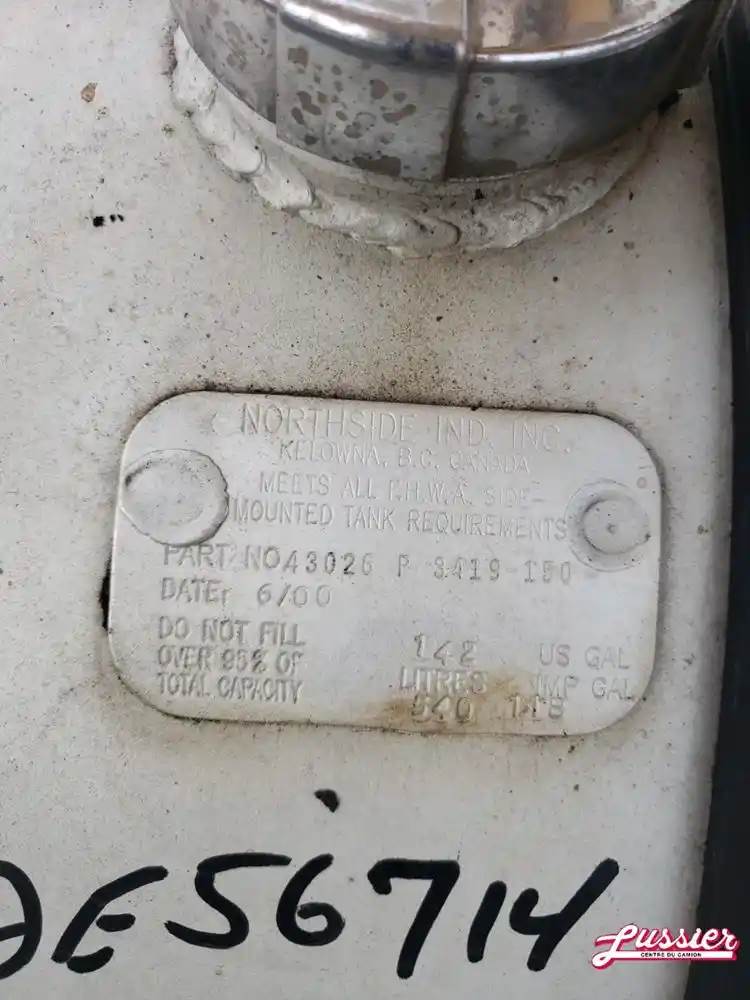 NORTHSIDE IND. INC.
KELOWNA, B.C. CANADA
MEETS ALL F.H.W.A. SIDE-
MOUNTED TANK REQUIREMENTS
PART NO 43026 P 3419-150
DATE: 6/00
DO NOT FILL
OVER 95% OF
TOTAL CAPACITY
142 US GAL
LITRES IMP GAL
540 118
E56714
Lussier
CENTRE DU CAMION